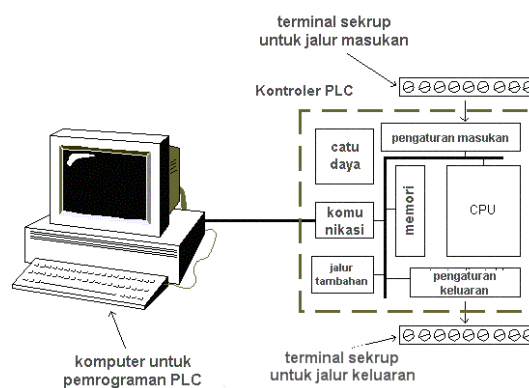 terminal sekrup
untuk jalur masukan
Kontroler PLC
pengaturan masukan
catu
daya
komu
nikasi
memori
CPU
jalur
tambahan
pengaturan
keluaran
komputer untuk
pemrograman PLC
terminal sekrup
untuk jalur keluaran